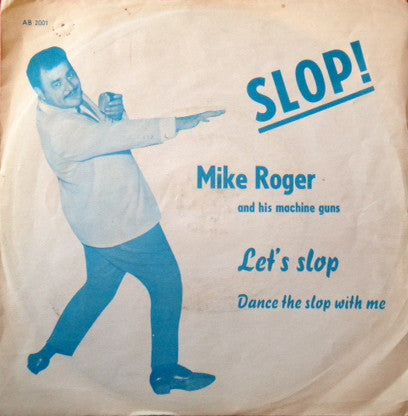 AB 2001
SLOP!
Mike Roger
and his machine guns
Let's slop
Dance the slop with me